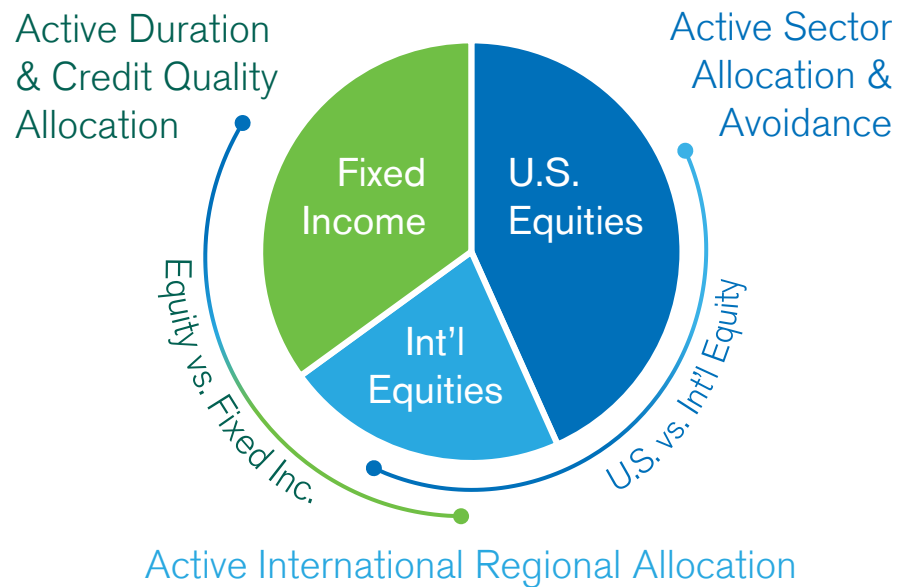 Active Duration
& Credit Quality
Allocation
Active Sector
Allocation &
Avoidance
Fixed
Income
U.S.
Equities
Int'l
Equities
Equity vs. Fixed Inc.
U.S. vs. Int'l Equity
Active International Regional Allocation